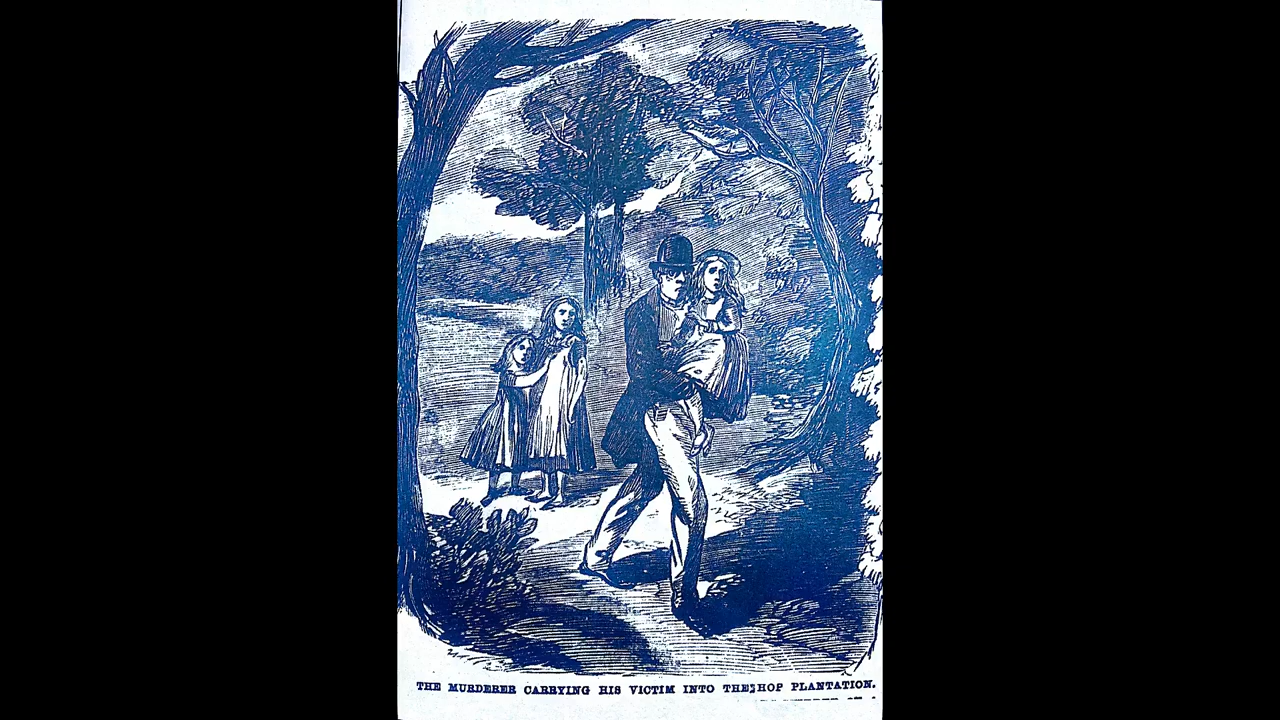 THE MURDERER CARRYING HIS VICTIM INTO THE HOP PLANTATION.